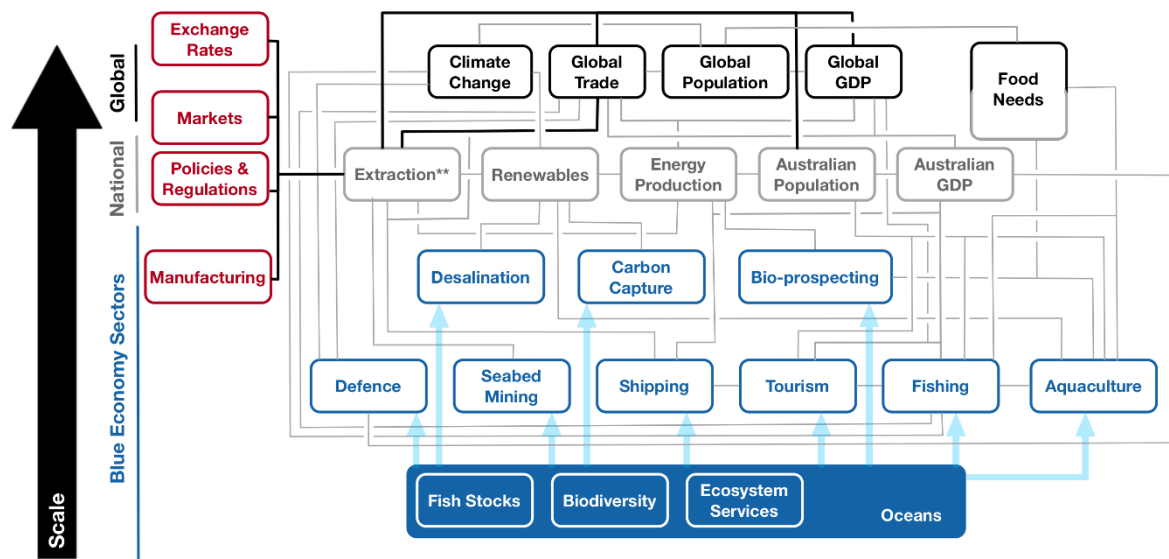 Exchange
Rates
Global
Climate
Change
Global
Trade
Global
Population
Global
GDP
Food
Needs
Markets
National
Policies &
Regulations
Extraction**
Renewables
Energy
Production
Australian
Population
Australian
GDP
Blue Economy Sectors
Manufacturing
Desalination
Carbon
Capture
Bio-prospecting
Defence
Seabed
Mining
Shipping
Tourism
Fishing
Aquaculture
Scale
Fish Stocks
Biodiversity
Ecosystem
Services
Oceans